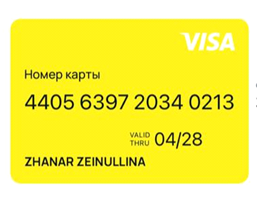 VISA
Номер карты
4405 6397 2034 0213
VALID THRU 04/28
ZHANAR ZEINULLINA